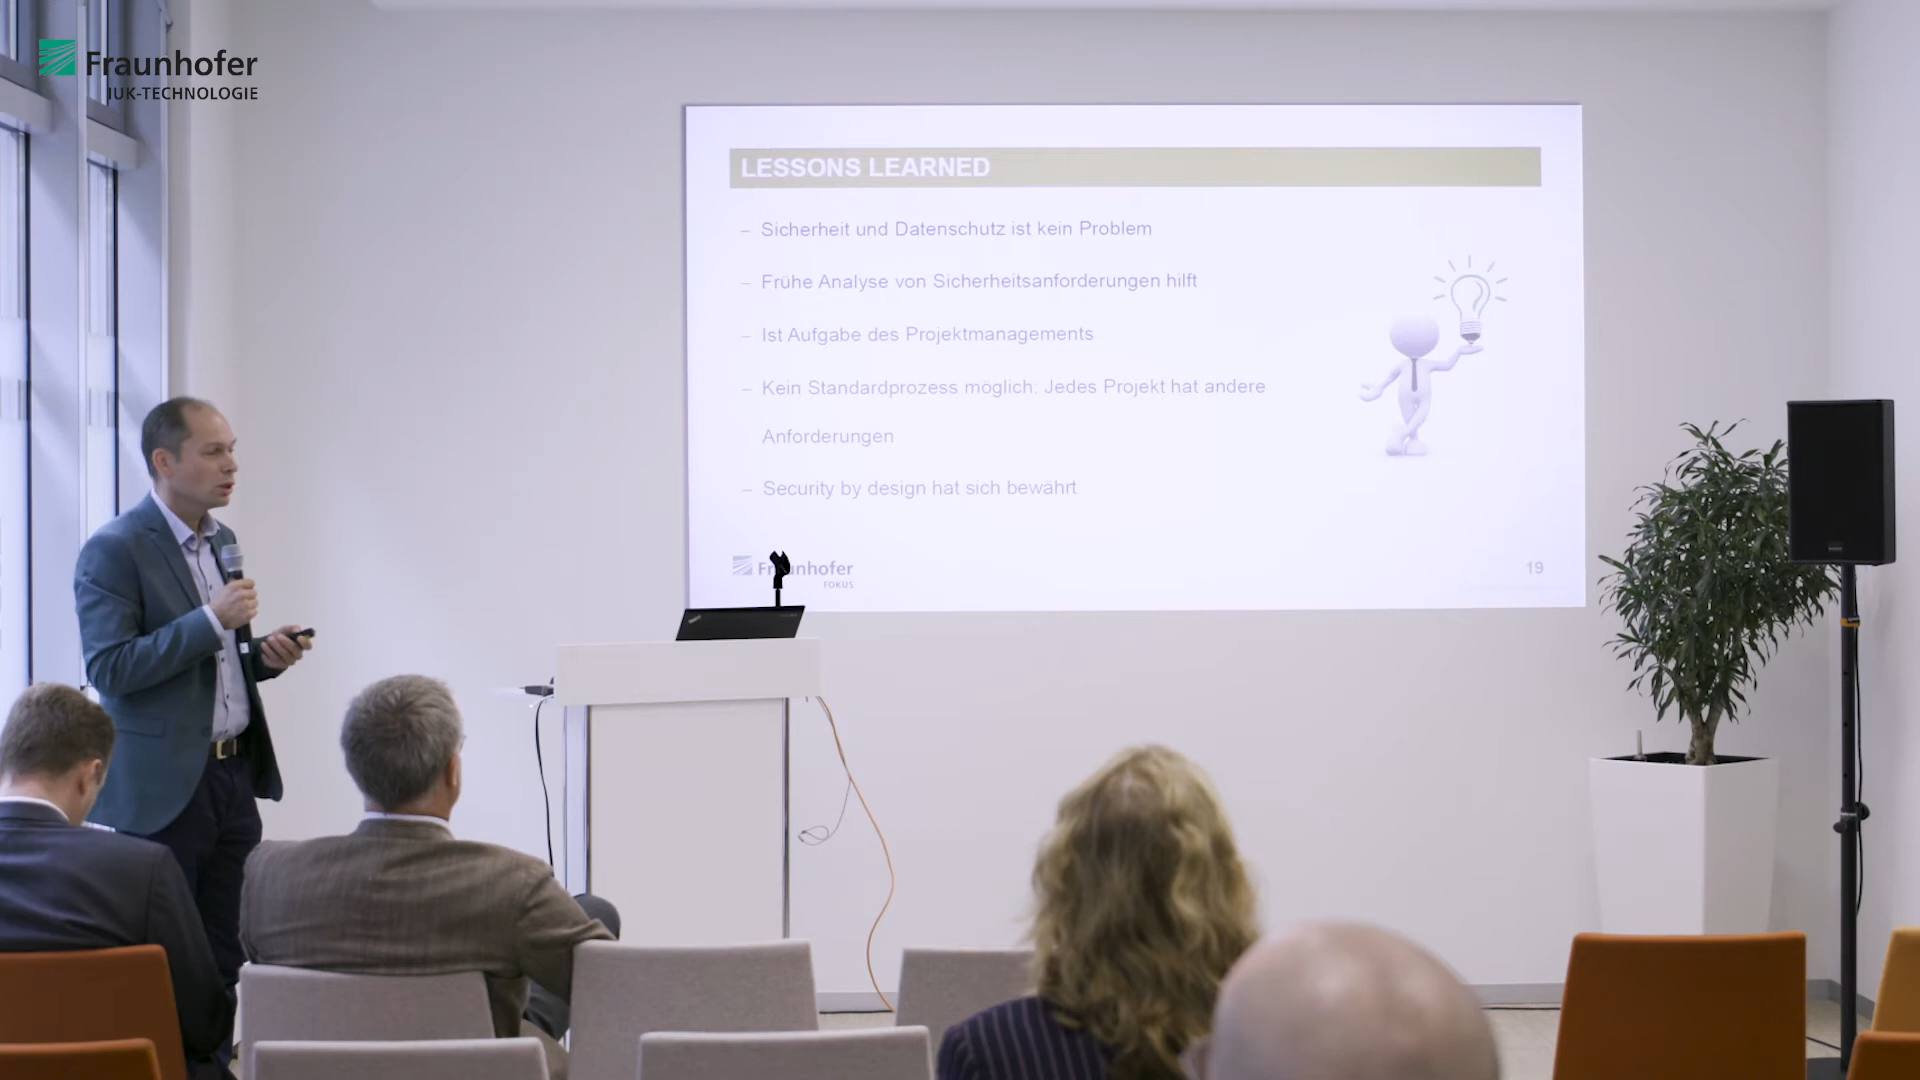 Fraunhofer
IUK-TECHNOLOGIE
LESSONS LEARNED
– Sicherheit und Datenschutz ist kein Problem
– Frühe Analyse von Sicherheitsanforderungen hilft
– Ist Aufgabe des Projektmanagements
– Kein Standardprozess möglich: Jedes Projekt hat andere
Anforderungen
– Security by design hat sich bewährt
Fraunhofer
FOKUS
19